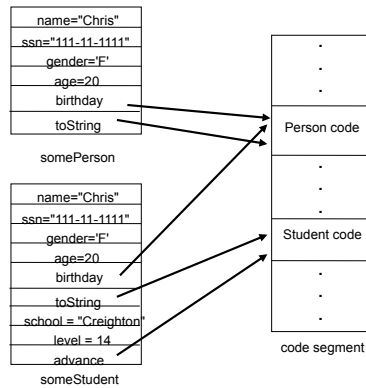 name="Chris"
ssn="111-11-1111"
gender='F'
age=20
birthday
toString
somePerson
name="Chris"
ssn="111-11-1111"
gender='F'
age=20
birthday
toString
school = "Creighton"
level = 14
advance
someStudent
.
.
.
Person code
.
.
.
Student code
.
.
.
code segment